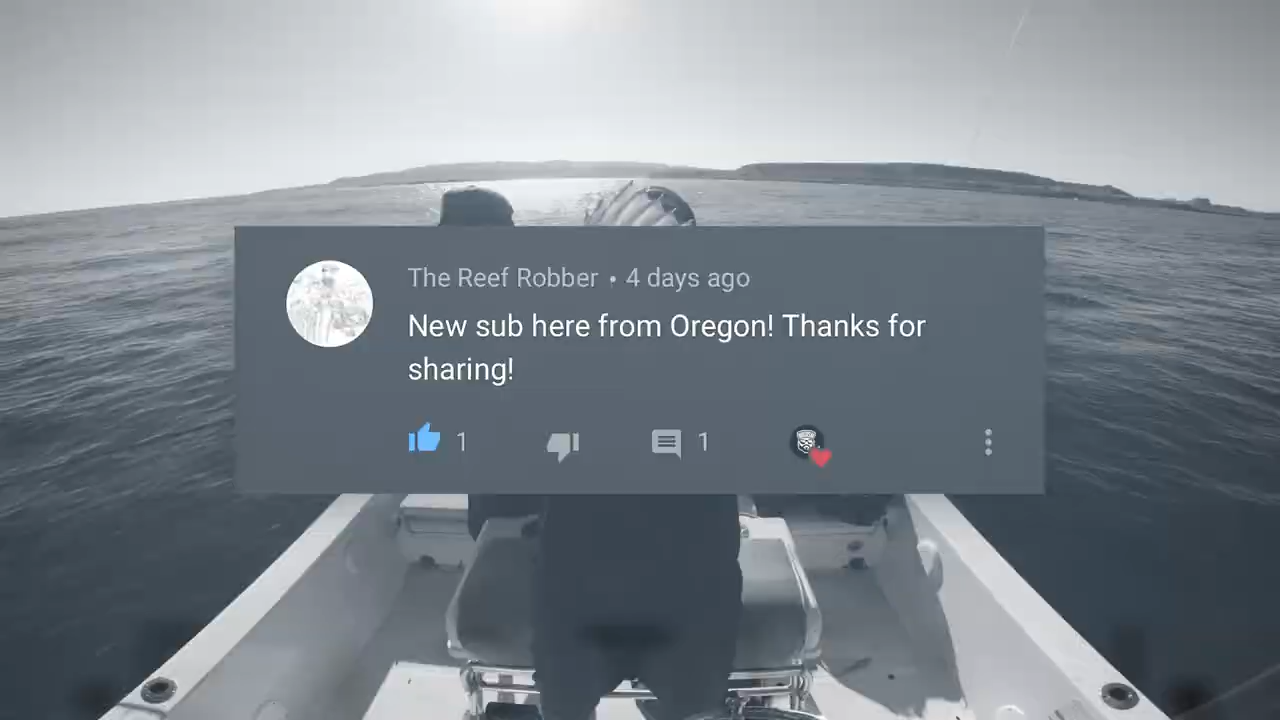 The Reef Robber • 4 days ago
New sub here from Oregon! Thanks for
sharing!
1 1